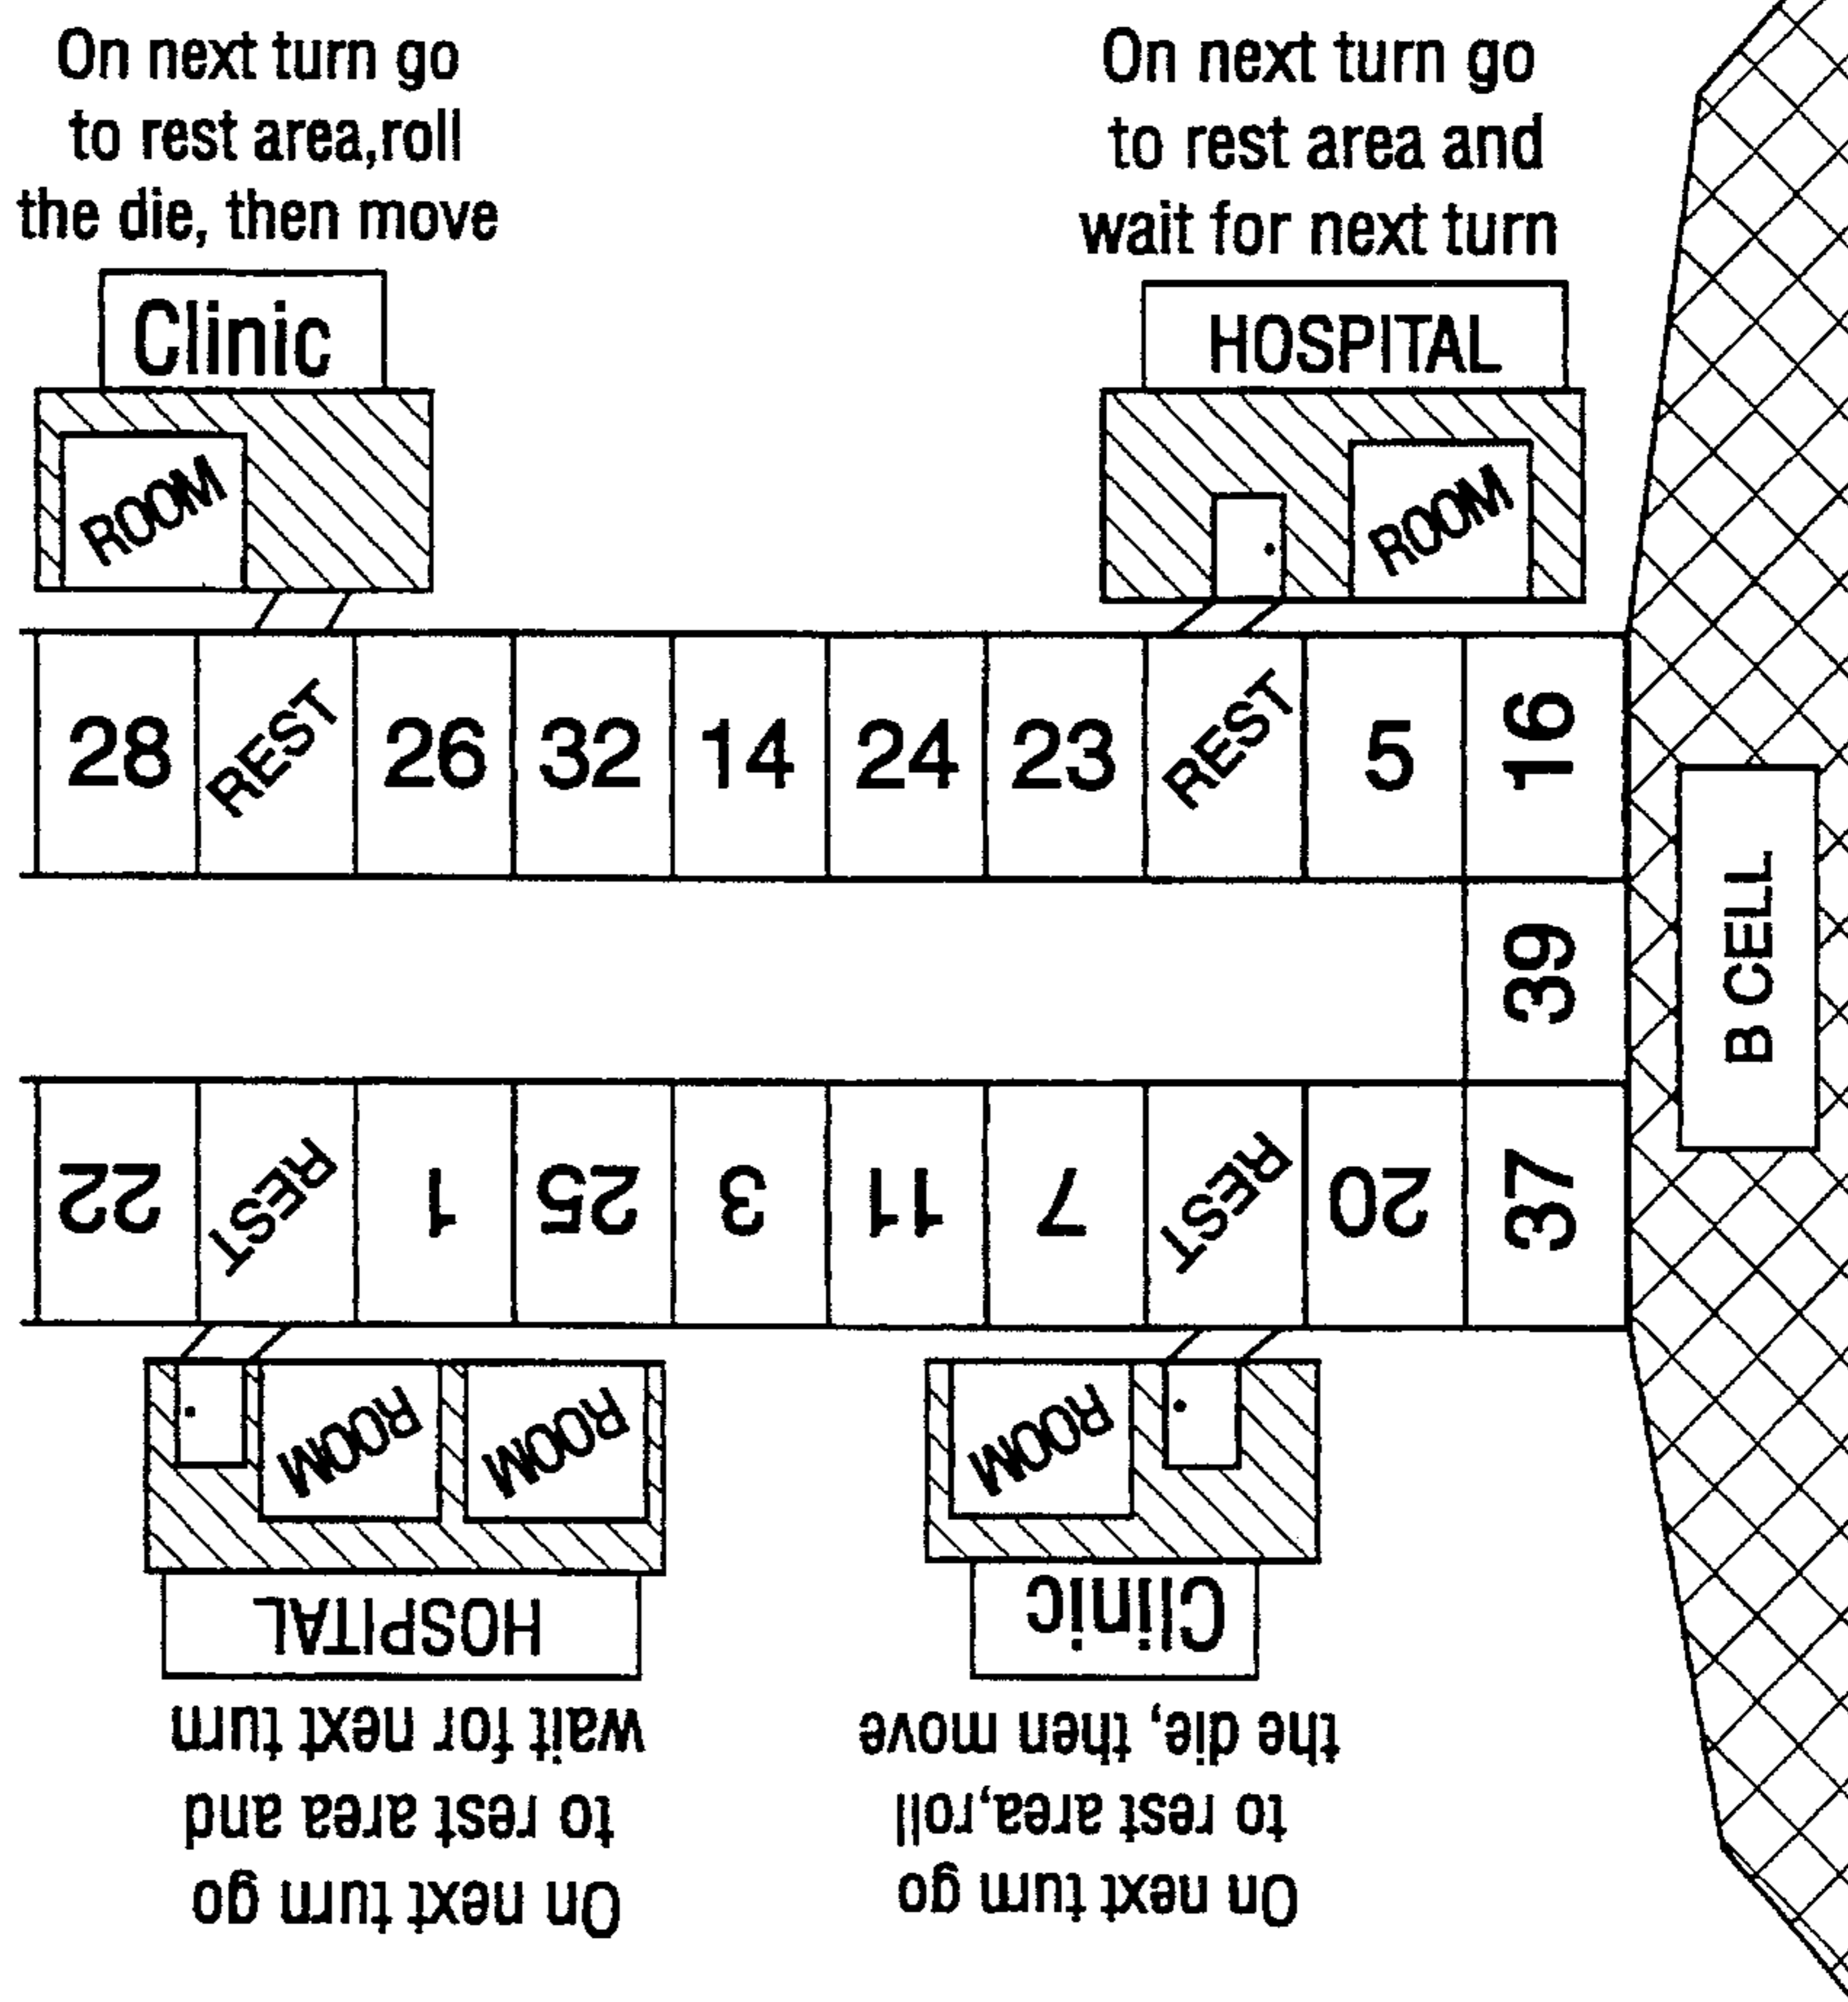 On next turn go
to rest area,roll
the die, then move
Clinic
ROOM
On next turn go
to rest area and
wait for next turn
HOSPITAL
ROOM
28 REST 26 32 14 24 23 REST 5 16
39
B CELL
22 REST 1 25 3 11 7 REST 20 37
ROOM ROOM
HOSPITAL
On next turn go
to rest area and
wait for next turn
ROOM
Clinic
On next turn go
to rest area,roll
the die, then move